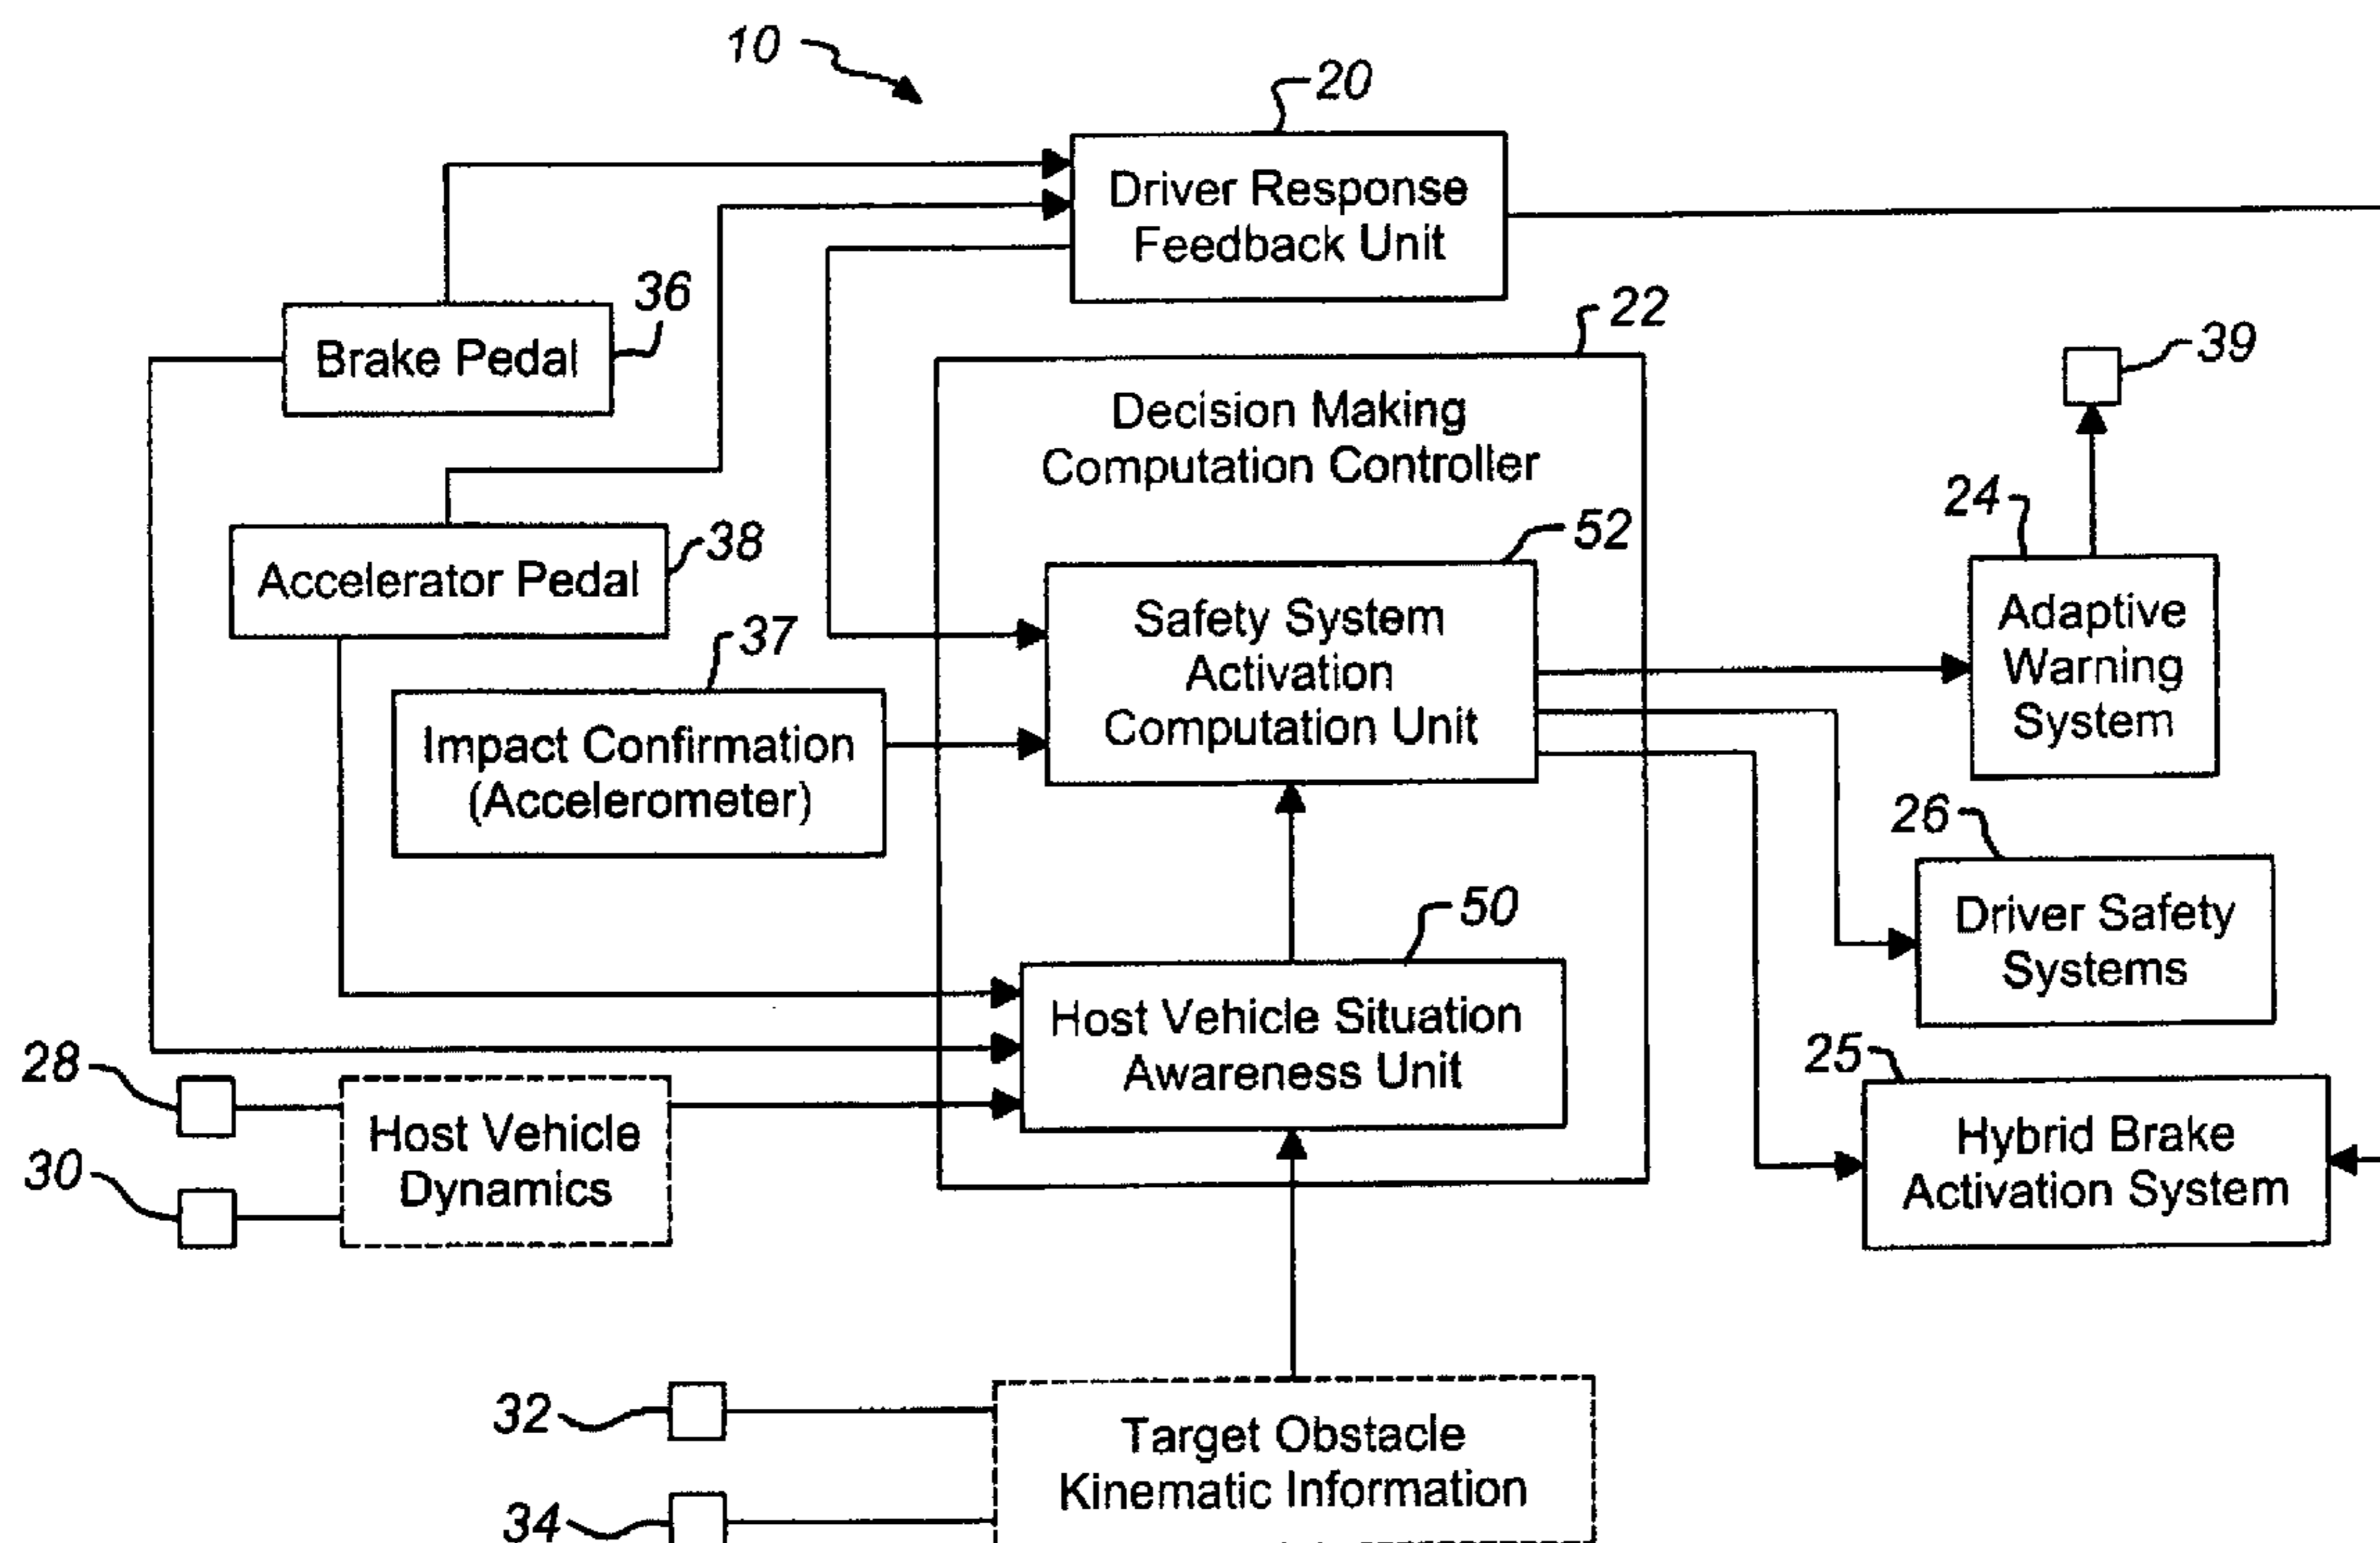 10
20
Driver Response
Feedback Unit
36
Brake Pedal
22
39
Decision Making
Computation Controller
24
38
Accelerator Pedal
52
Safety System
Activation
Computation Unit
Adaptive
Warning
System
37
Impact Confirmation
(Accelerometer)
26
Driver Safety
Systems
50
Host Vehicle Situation
Awareness Unit
25
Hybrid Brake
Activation System
28
30
Host Vehicle
Dynamics
32
34
Target Obstacle
Kinematic Information